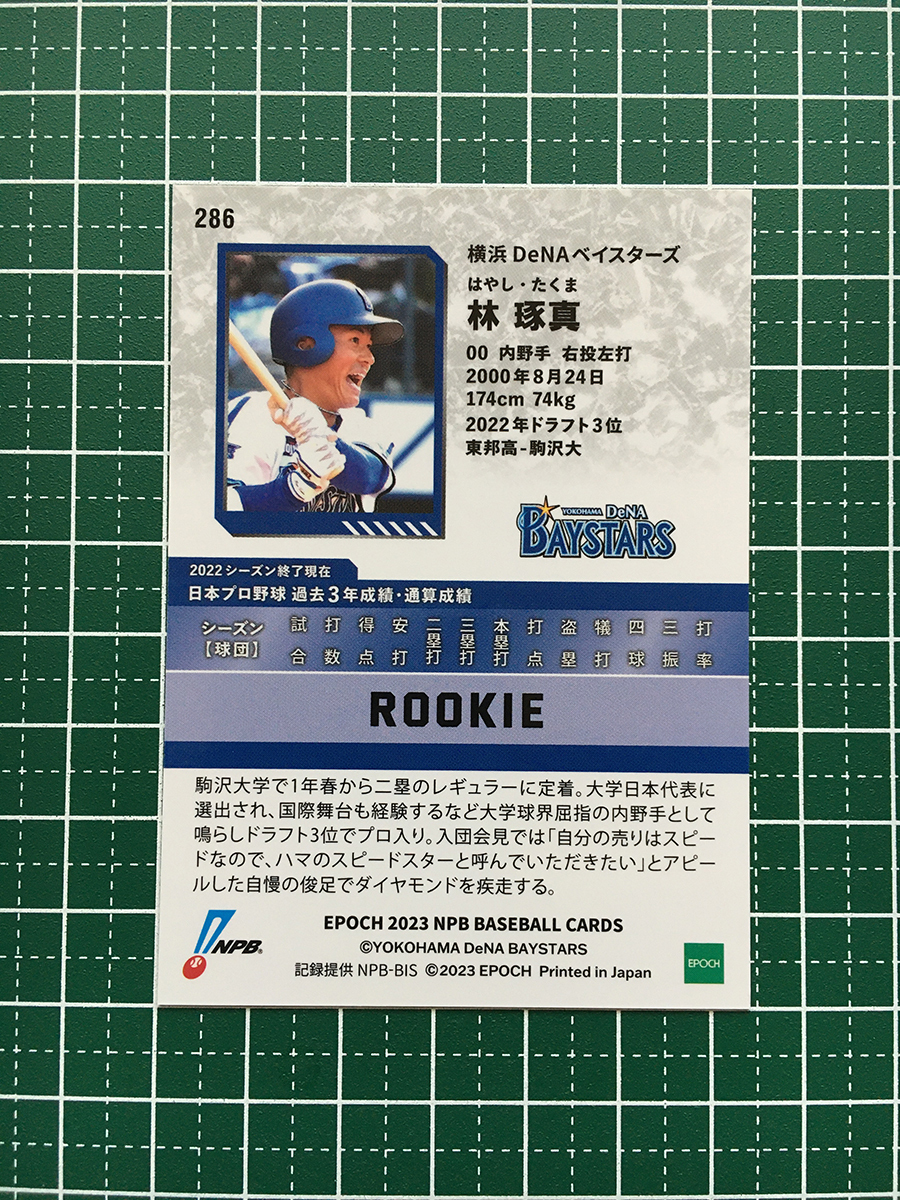 286
横浜 DeNAベイスターズ
はやし・たくま
林 琢真
00 内野手 右投左打
2000年8月24日
174cm 74kg
2022年ドラフト3位
東邦高-駒沢大
YOKOHAMA DeNA
BAYSTARS
2022シーズン終了現在
日本プロ野球 過去3年成績・通算成績
シーズン【球団】 試合 打数 得点 安打 二塁打 三塁打 本塁打 打点 盗塁 犠打 四球 三振 打率
ROOKIE
駒沢大学で1年春から二塁のレギュラーに定着。大学日本代表に
選出され、国際舞台も経験するなど大学球界屈指の内野手として
鳴らしドラフト3位でプロ入り。入団会見では「自分の売りはスピー
ドなので、ハマのスピードスターと呼んでいただきたい」とアピー
ルした自慢の俊足でダイヤモンドを疾走する。
EPOCH 2023 NPB BASEBALL CARDS
©YOKOHAMA DeNA BAYSTARS
記録提供 NPB-BIS ©2023 EPOCH Printed in Japan
NPB
EPOCH